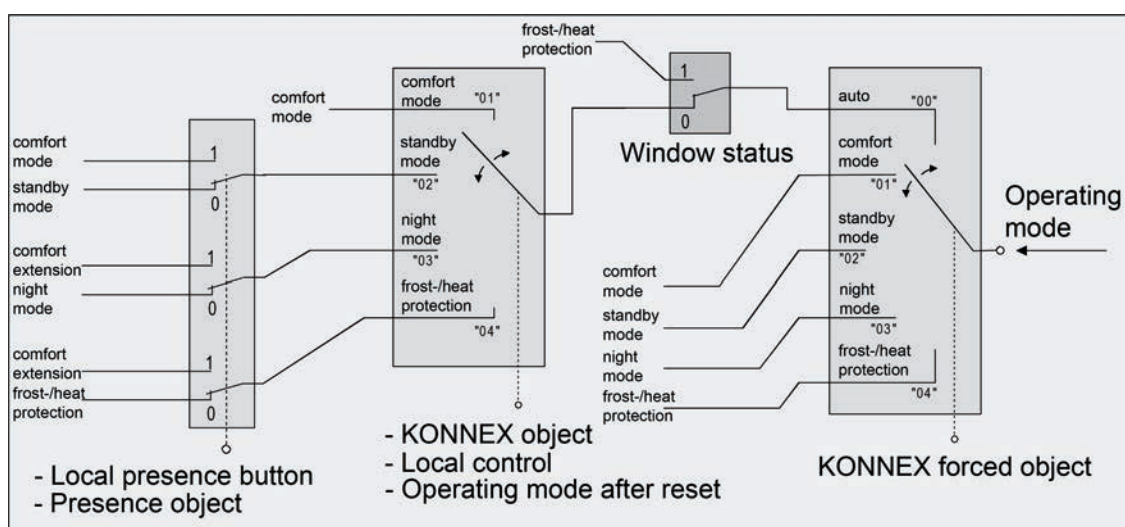 frost-/heat
protection
1
0
Window status
comfort
mode
1
standby
mode
0
comfort
extension
1
night
mode
0
comfort
extension
1
frost-/heat
protection
0
- Local presence button
- Presence object
comfort
mode
comfort
mode
"01"
standby
mode
"02"
night
mode
"03"
frost-/heat
protection
"04"
- KONNEX object
- Local control
- Operating mode after reset
auto
"00"
comfort
mode
"01"
standby
mode
"02"
night
mode
"03"
frost-/heat
protection
"04"
comfort
mode
standby
mode
night
mode
frost-/heat
protection
Operating
mode
KONNEX forced object